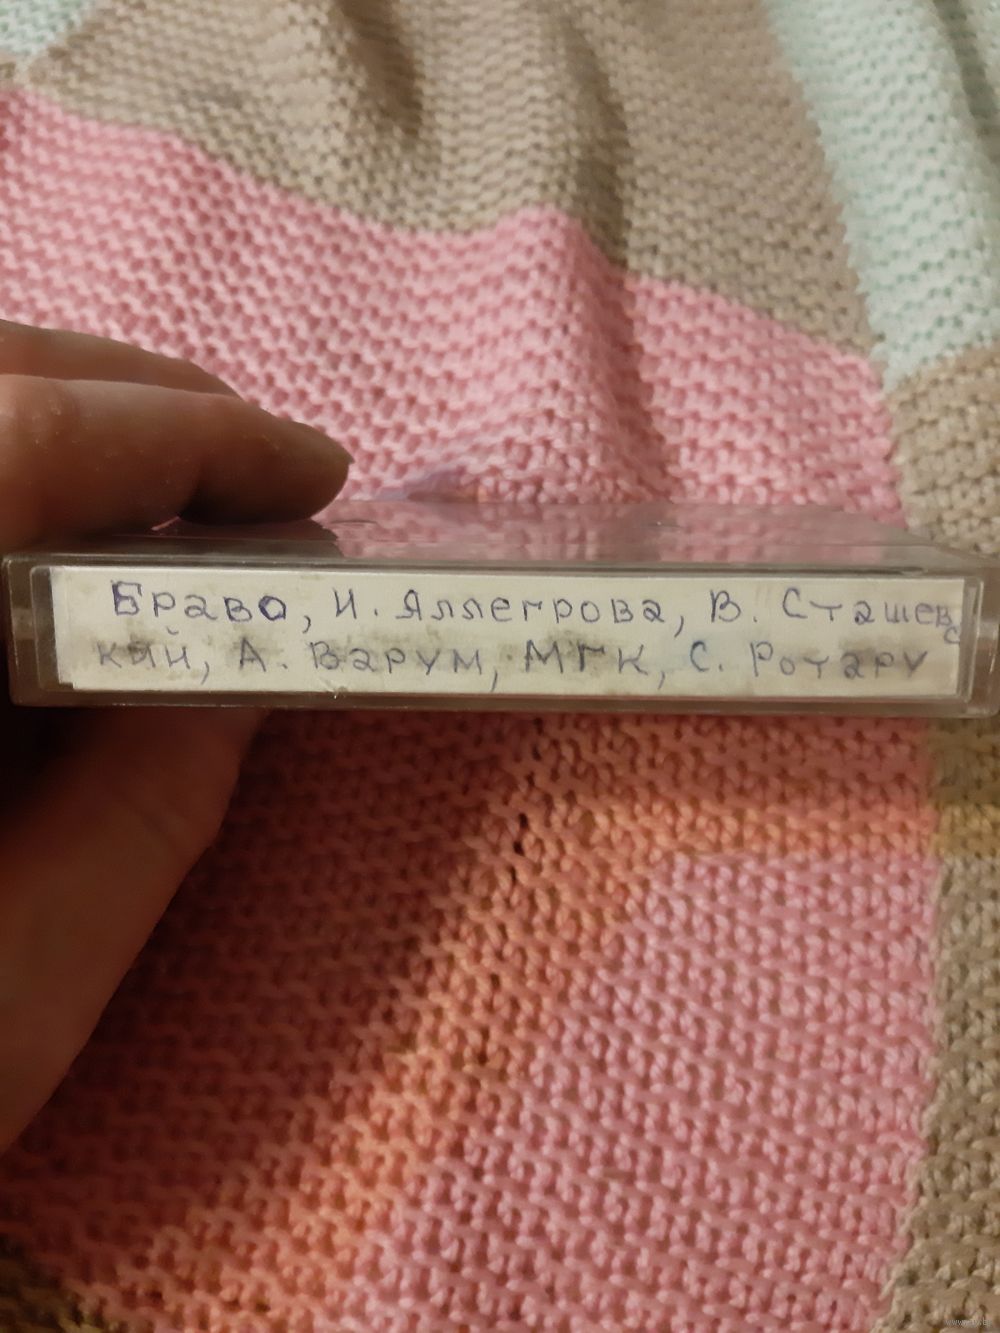 Браво, И. Аллегрова, В. Сташевс
кий, А. Варум, МГК, С. Ротару